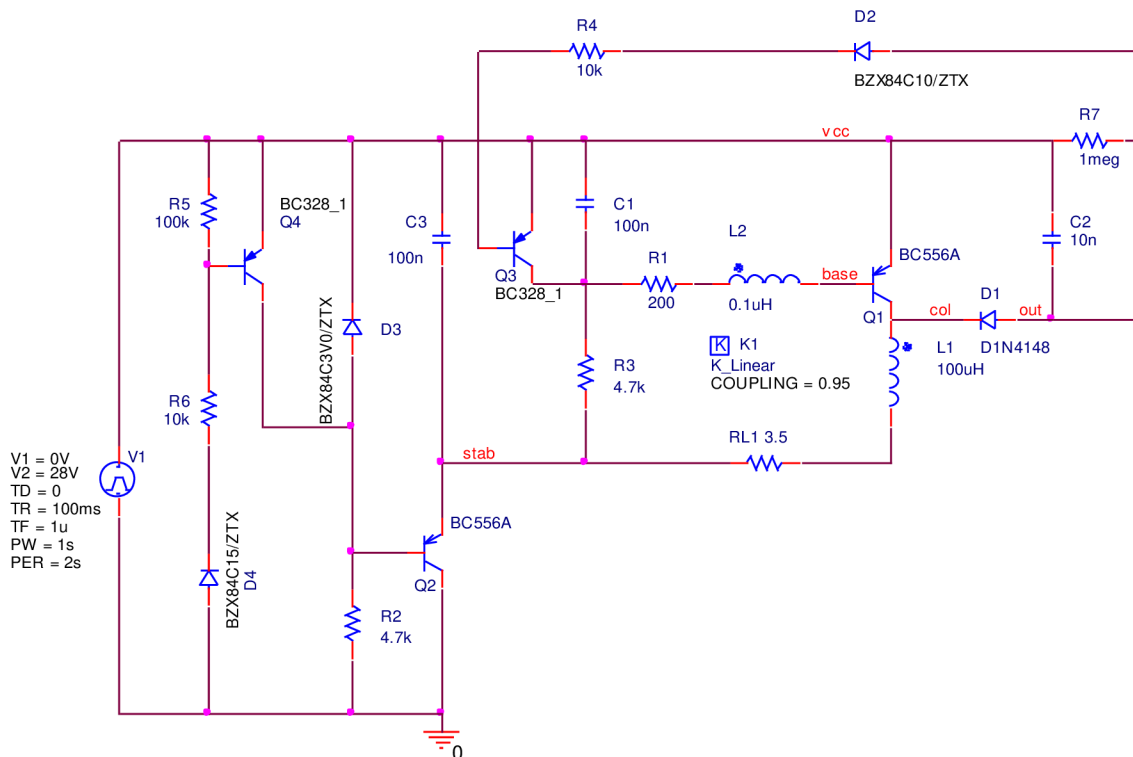 D2
R4
10k
BZX84C10/ZTX
R7
vcc
1meg
R5
100k
BC328_1
Q4
C3
100n
C1
100n
L2
C2
10n
BC556A
Q3
BC328_1
R1
200
0.1uH
base
Q1
D1
col
out
BZX84C3V0/ZTX
D3
K K1
K_Linear
COUPLING = 0.95
L1
100uH
D1N4148
R3
4.7k
R6
10k
RL1 3.5
stab
V1
V1 = 0V
V2 = 28V
TD = 0
TR = 100ms
TF = 1u
PW = 1s
PER = 2s
BZX84C15/ZTX
D4
BC556A
Q2
R2
4.7k
0